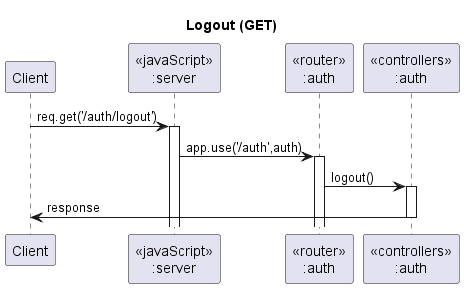 Logout (GET)
Client
«javaScript»
:server
«router»
:auth
«controllers»
:auth
req.get('/auth/logout')
app.use('/auth',auth)
logout()
response
Client
«javaScript»
:server
«router»
:auth
«controllers»
:auth